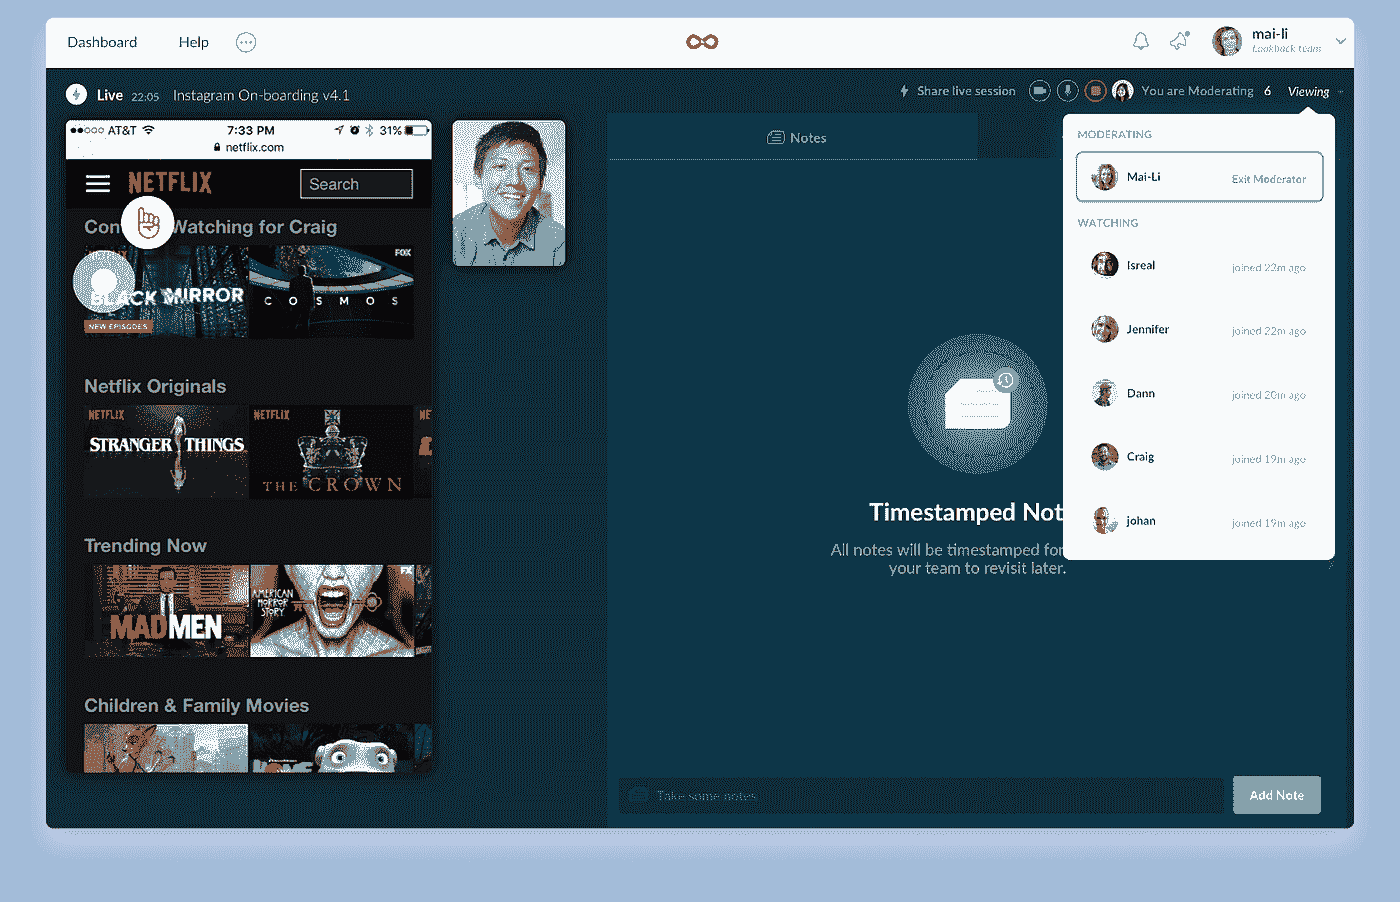 Dashboard Help
mai-li
Lookback team
Live 22:05 Instagram On-boarding v4.1
Share live session You are Moderating 6 Viewing
AT&T 7:33 PM 31%
netflix.com
NETFLIX Search
Con Watching for Craig
BLACK MIRROR
NEW EPISODES
FOX
COSMOS
Netflix Originals
NETFLIX
STRANGER THINGS
NETFLIX
THE CROWN
NE
Trending Now
MADMEN
FX
AMERICAN
HORROR
STORY
Children & Family Movies
Notes
Timestamped Not
All notes will be timestamped for
your team to revisit later.
Take some notes
Add Note
MODERATING
Mai-Li Exit Moderator
WATCHING
Isreal joined 22m ago
Jennifer joined 22m ago
Dann joined 20m ago
Craig joined 19m ago
johan joined 19m ago